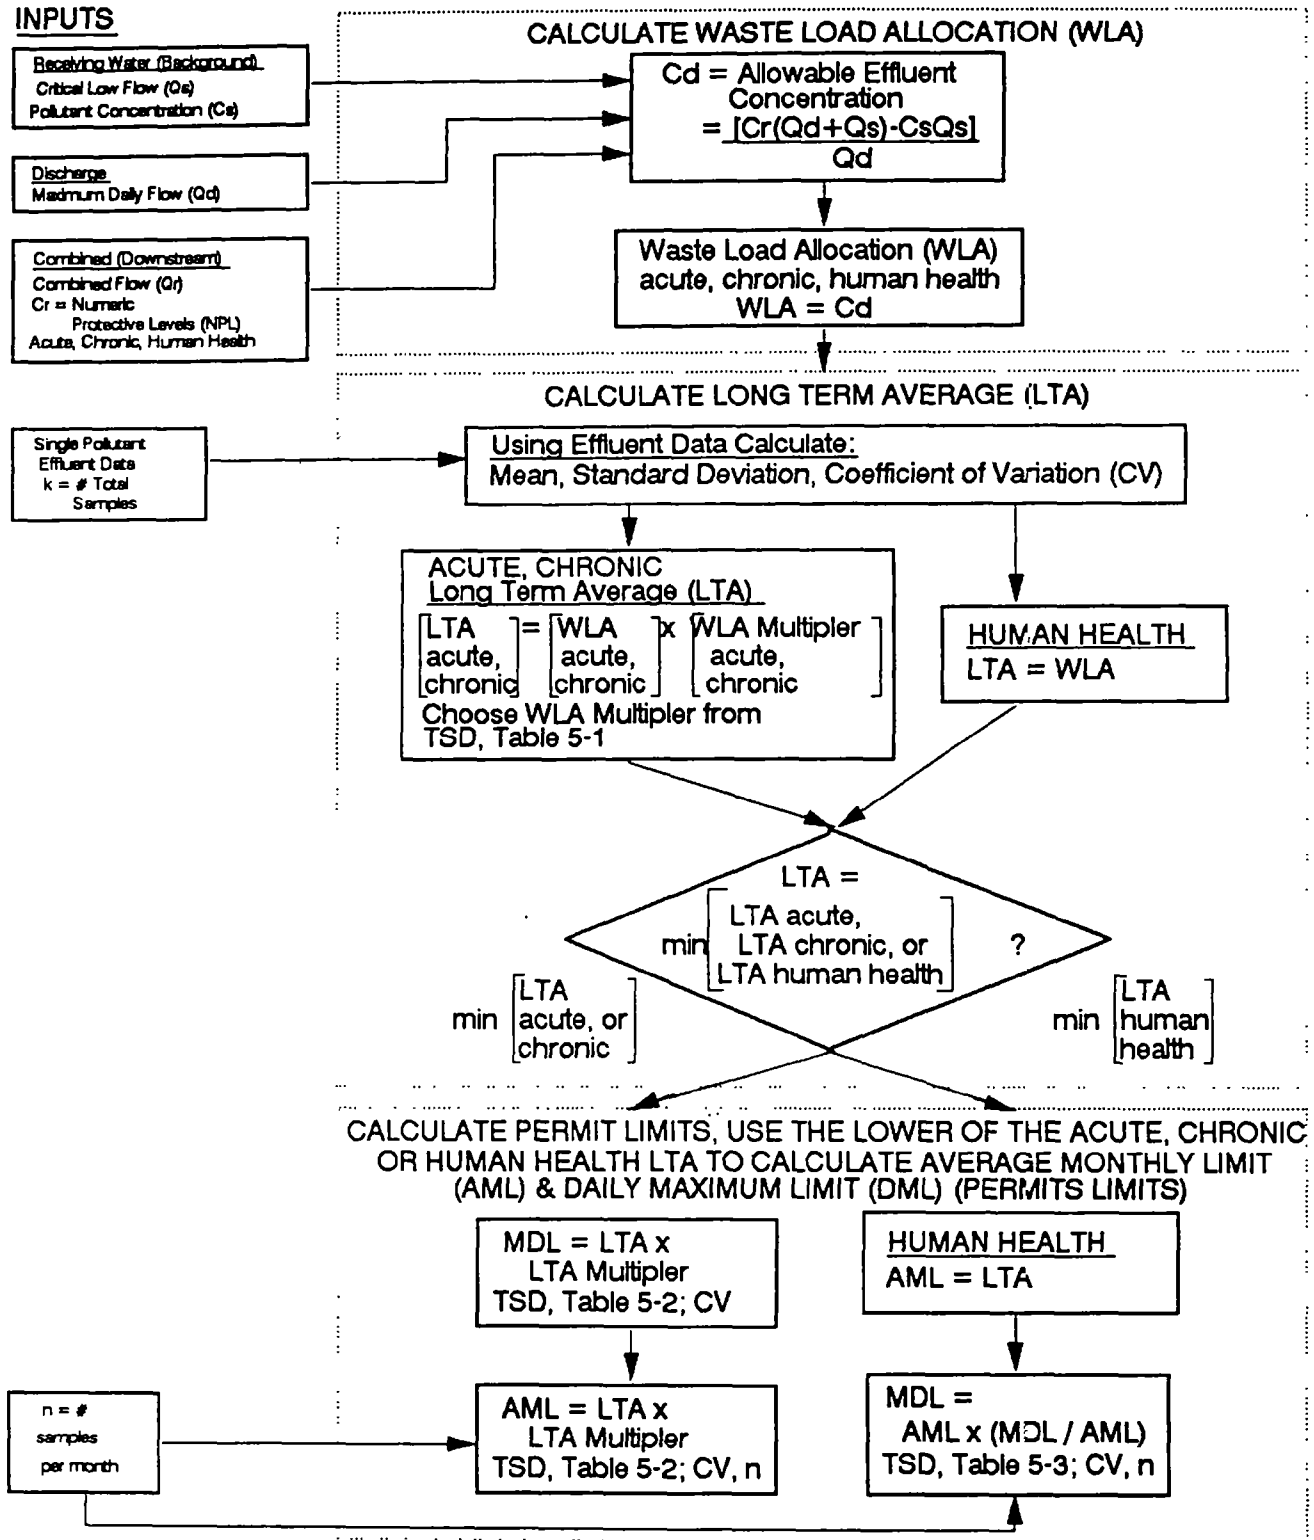 INPUTS
Receiving Water (Background)
Critical Low Flow (Qs)
Pollutant Concentration (Cs)
Discharge
Maximum Daily Flow (Qd)
Combined (Downstream)
Combined Flow (Qr)
Cr = Numeric
Protective Levels (NPL)
Acute, Chronic, Human Health
CALCULATE WASTE LOAD ALLOCATION (WLA)
Cd = Allowable Effluent
Concentration
= [Cr(Qd+Qs)-CsQs]
Qd
Waste Load Allocation (WLA)
acute, chronic, human health
WLA = Cd
CALCULATE LONG TERM AVERAGE (LTA)
Single Pollutant
Effluent Data
k = # Total
Samples
Using Effluent Data Calculate:
Mean, Standard Deviation, Coefficient of Variation (CV)
ACUTE, CHRONIC
Long Term Average (LTA)
[LTA ]=[WLA ]x [WLA Multipler ]
acute, acute, acute,
chronic chronic chronic
Choose WLA Multipler from
TSD, Table 5-1
HUMAN HEALTH
LTA = WLA
LTA =
LTA acute,
min LTA chronic, or ?
LTA human health
LTA
min acute, or
chronic
LTA
min human
health
CALCULATE PERMIT LIMITS, USE THE LOWER OF THE ACUTE, CHRONIC
OR HUMAN HEALTH LTA TO CALCULATE AVERAGE MONTHLY LIMIT
(AML) & DAILY MAXIMUM LIMIT (DML) (PERMITS LIMITS)
MDL = LTA x
LTA Multipler
TSD, Table 5-2; CV
HUMAN HEALTH
AML = LTA
n = #
samples
per month
AML = LTA x
LTA Multipler
TSD, Table 5-2; CV, n
MDL =
AML x (MDL / AML)
TSD, Table 5-3; CV, n